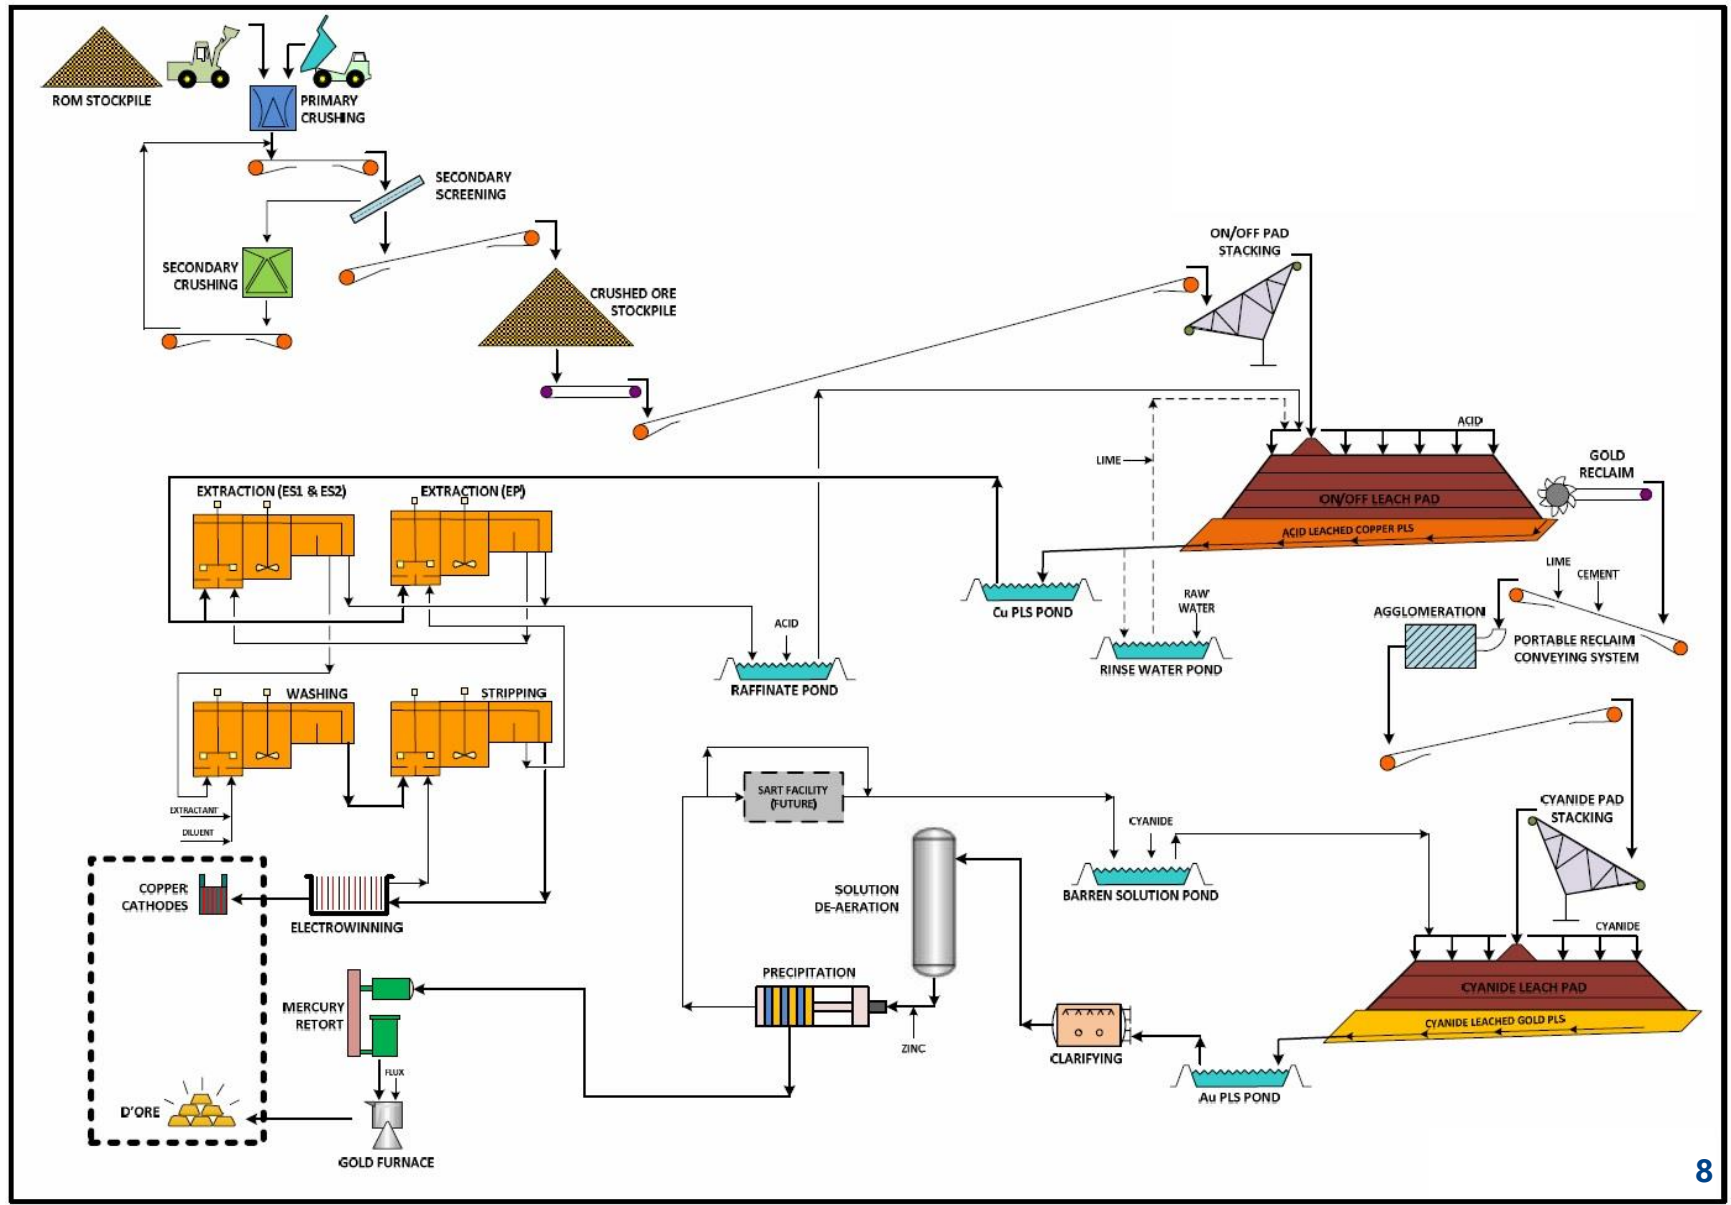 ROM STOCKPILE
PRIMARY
CRUSHING
SECONDARY
SCREENING
SECONDARY
CRUSHING
CRUSHED ORE
STOCKPILE
ON/OFF PAD
STACKING
ACID
LIME
GOLD
RECLAIM
ON/OFF LEACH PAD
ACID LEACHED COPPER PLS
EXTRACTION (ES1 & ES2)
EXTRACTION (EP)
Cu PLS POND
RAW
WATER
LIME
CEMENT
AGGLOMERATION
PORTABLE RECLAIM
CONVEYING SYSTEM
ACID
RINSE WATER POND
RAFFINATE POND
WASHING
STRIPPING
EXTRACTANT
DILUENT
SART FACILITY
(FUTURE)
CYANIDE
CYANIDE PAD
STACKING
BARREN SOLUTION POND
SOLUTION
DE-AERATION
COPPER
CATHODES
ELECTROWINNING
CYANIDE
PRECIPITATION
CYANIDE LEACH PAD
MERCURY
RETORT
CYANIDE LEACHED GOLD PLS
ZINC
CLARIFYING
FLUX
Au PLS POND
D'ORE
GOLD FURNACE
8